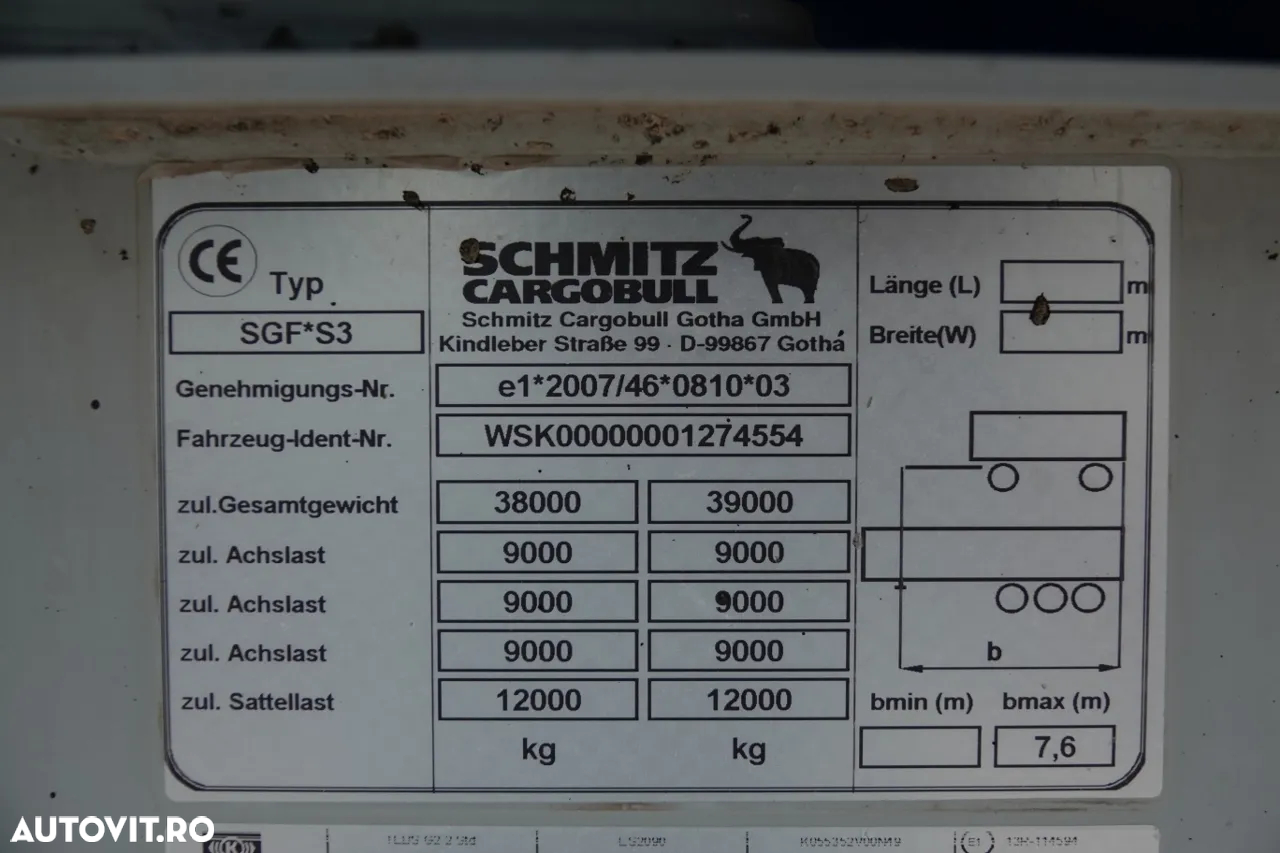 CE Typ
SGF*S3
SCHMITZ
CARGOBULL
Schmitz Cargobull Gotha GmbH
Kindleber Straße 99 · D-99867 Gotha
Länge (L) m
Breite(W) m
Genehmigungs-Nr. e1*2007/46*0810*03
Fahrzeug-Ident-Nr. WSK00000001274554
zul.Gesamtgewicht 38000 39000
zul. Achslast 9000 9000
zul. Achslast 9000 9000
zul. Achslast 9000 9000
zul. Sattellast 12000 12000
kg kg
b
bmin (m) bmax (m)
7,6
AUTOVIT.RO